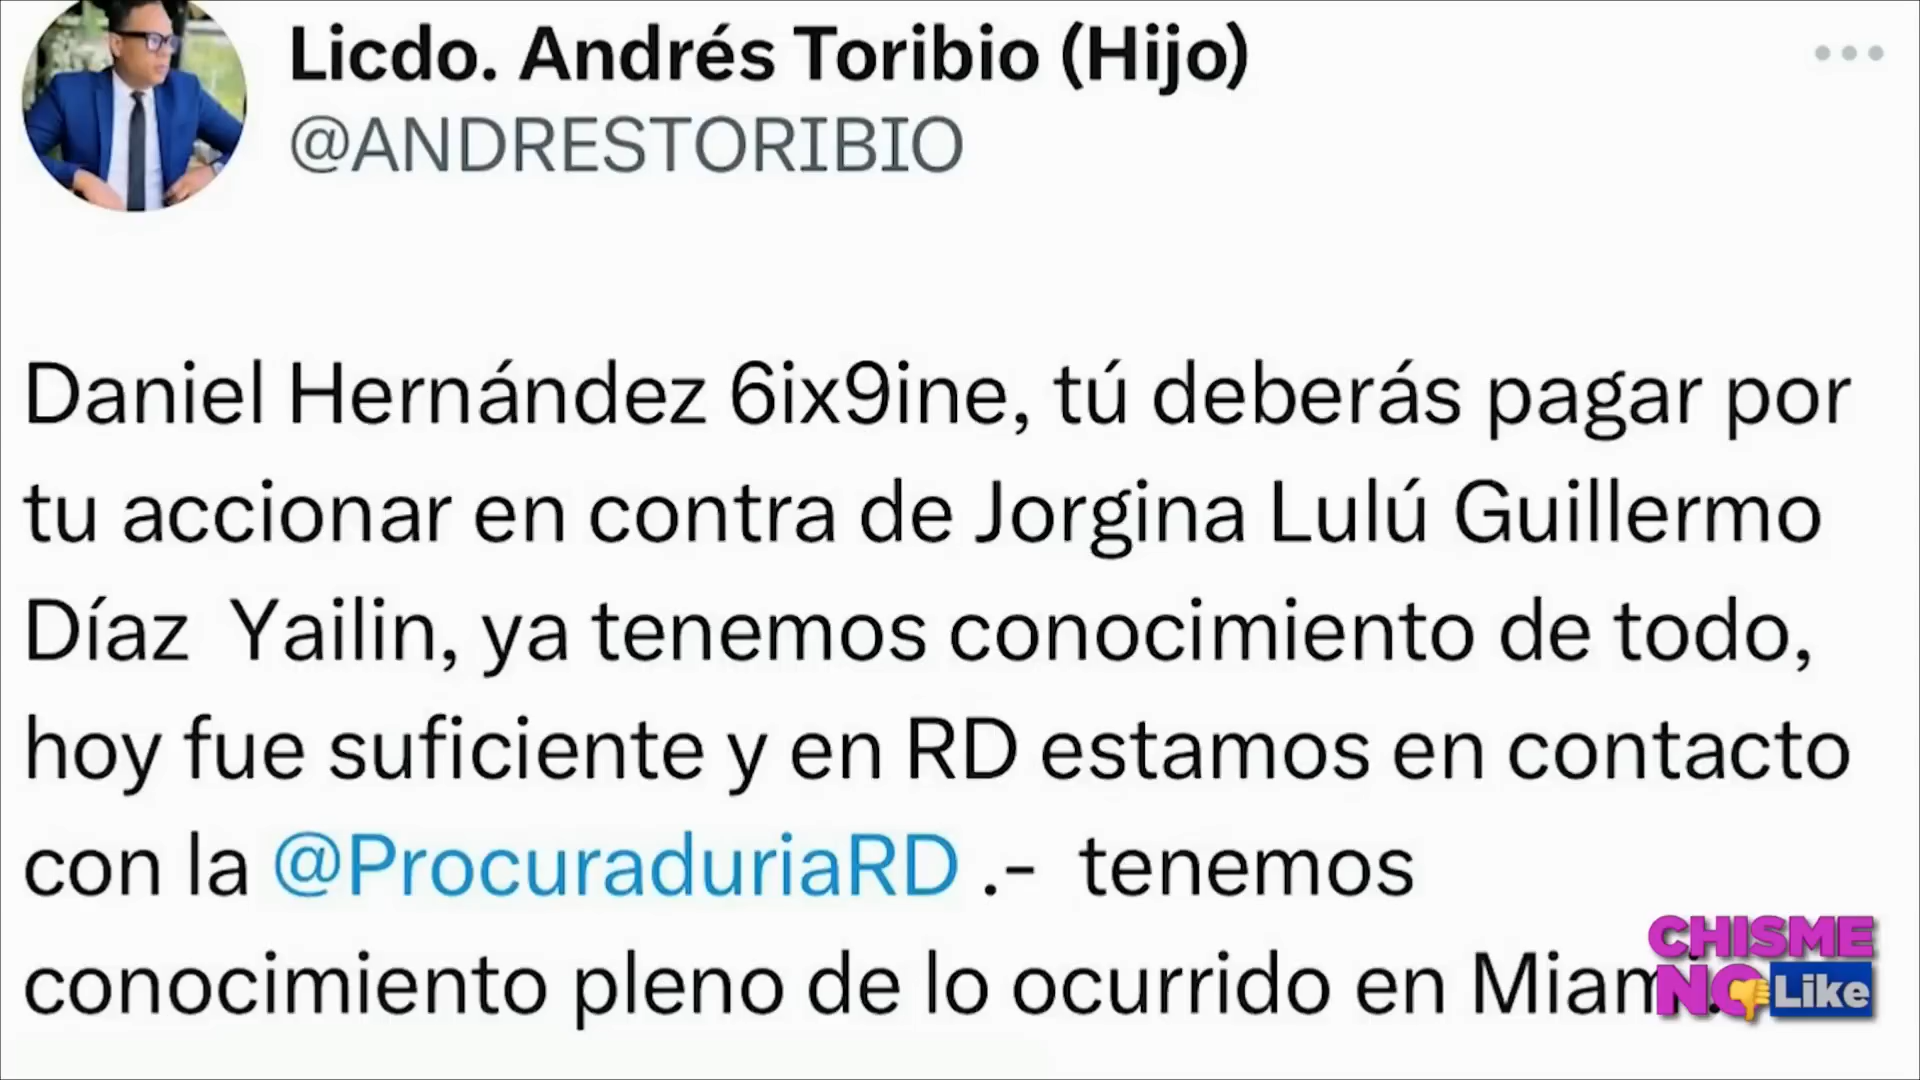 Licdo. Andrés Toribio (Hijo)
@ANDRESTORIBIO
Daniel Hernández 6ix9ine, tú deberás pagar por
tu accionar en contra de Jorgina Lulú Guillermo
Díaz  Yailin, ya tenemos conocimiento de todo,
hoy fue suficiente y en RD estamos en contacto
con la @ProcuraduriaRD .-  tenemos
conocimiento pleno de lo ocurrido en Miami.
CHISME
NO Like